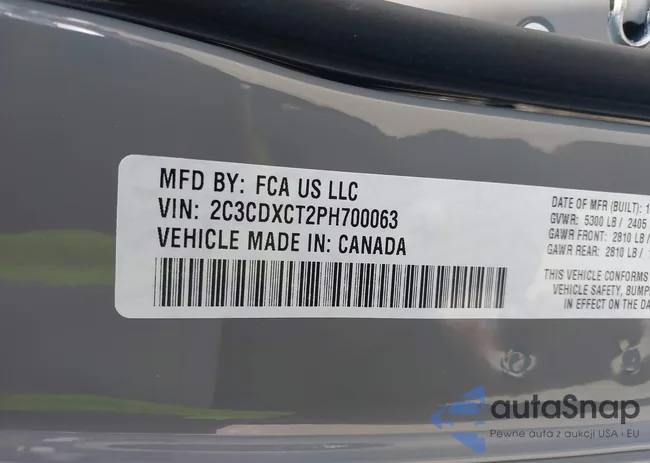 MFD BY: FCA US LLC
VIN: 2C3CDXCT2PH700063
VEHICLE MADE IN: CANADA
DATE OF MFR (BUILT): 1
GVWR: 5300 LB / 2405
GAWR FRONT: 2810 LB /
GAWR REAR: 2810 LB / 1
THIS VEHICLE CONFORMS
VEHICLE SAFETY, BUMP
IN EFFECT ON THE DA
autaSnap
Pewne auta z aukcji USA i EU